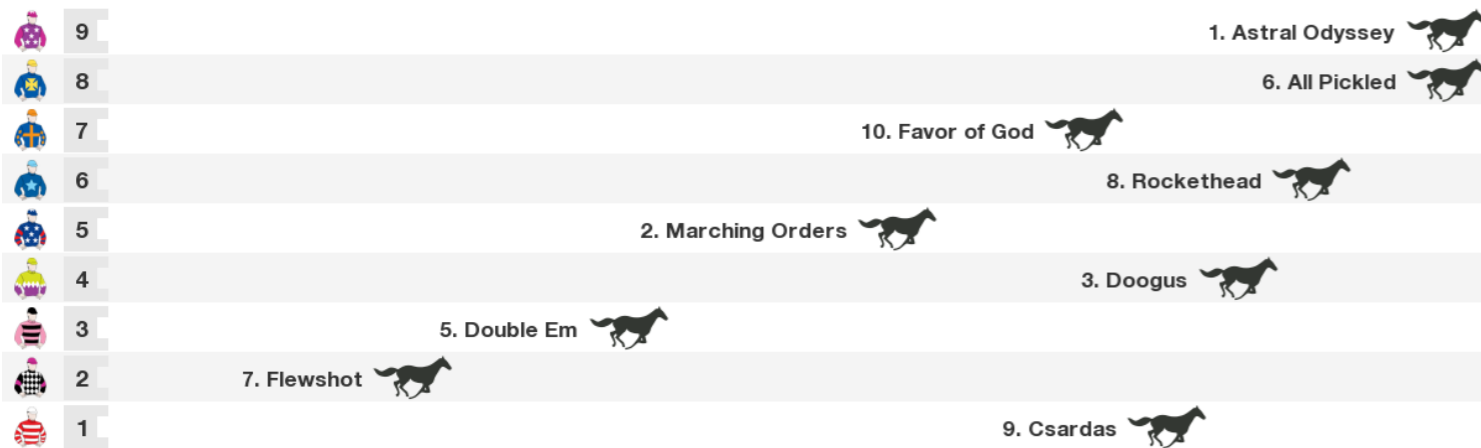 9 1. Astral Odyssey
8 6. All Pickled
7 10. Favor of God
6 8. Rockethead
5 2. Marching Orders
4 3. Doogus
3 5. Double Em
2 7. Flewshot
1 9. Csardas